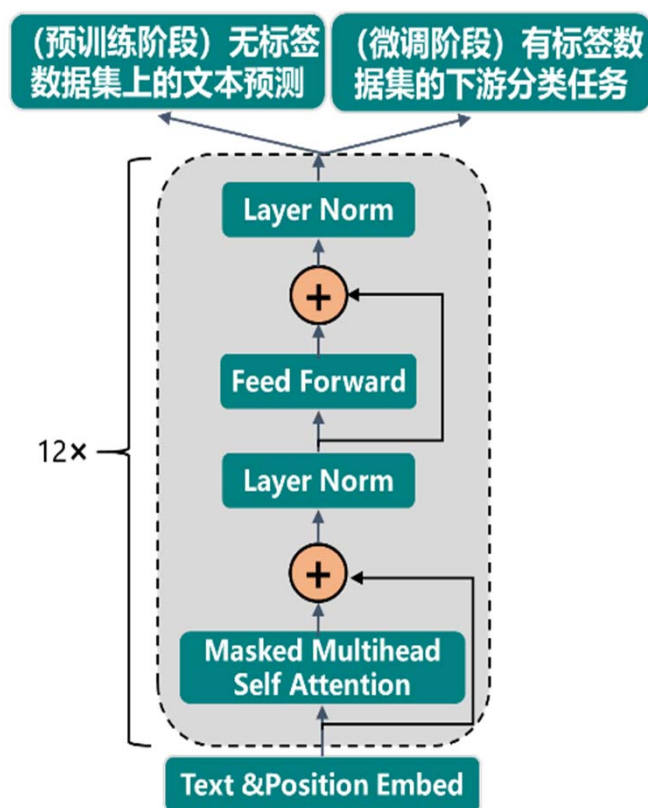 （预训练阶段）无标签
数据集上的文本预测
（微调阶段）有标签数
据集的下游分类任务
Layer Norm
+
Feed Forward
12×
Layer Norm
+
Masked Multihead
Self Attention
Text &Position Embed